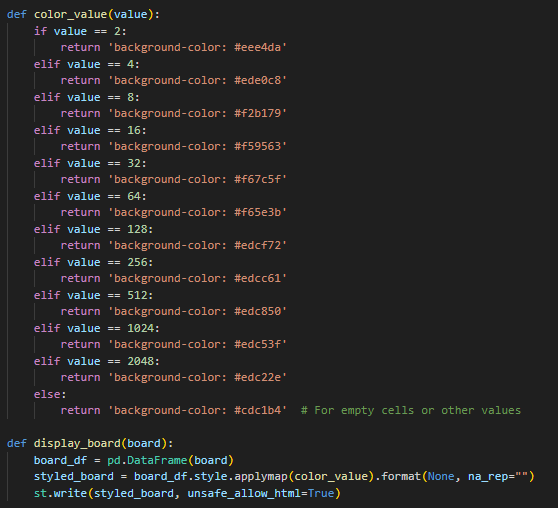 def color_value(value):
    if value == 2:
        return 'background-color: #eee4da'
    elif value == 4:
        return 'background-color: #ede0c8'
    elif value == 8:
        return 'background-color: #f2b179'
    elif value == 16:
        return 'background-color: #f59563'
    elif value == 32:
        return 'background-color: #f67c5f'
    elif value == 64:
        return 'background-color: #f65e3b'
    elif value == 128:
        return 'background-color: #edcf72'
    elif value == 256:
        return 'background-color: #edcc61'
    elif value == 512:
        return 'background-color: #edc850'
    elif value == 1024:
        return 'background-color: #edc53f'
    elif value == 2048:
        return 'background-color: #edc22e'
    else:
        return 'background-color: #cdc1b4'  # For empty cells or other values

def display_board(board):
    board_df = pd.DataFrame(board)
    styled_board = board_df.style.applymap(color_value).format(None, na_rep="")
    st.write(styled_board, unsafe_allow_html=True)